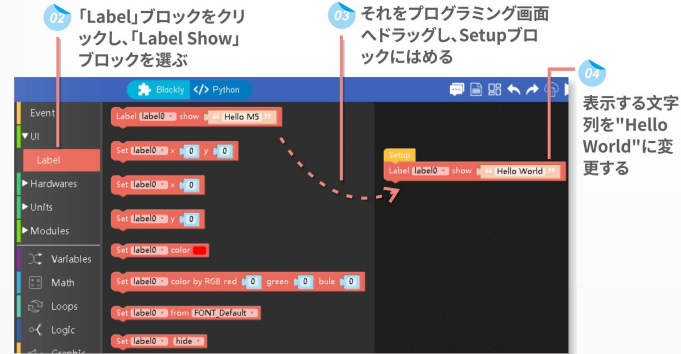 02 「Label」ブロックをクリ
ックし、「Label Show」
ブロックを選ぶ
03 それをプログラミング画面
へドラッグし、Setupブロ
ックにはめる
04
表示する文字
列を"Hello
World"に変
更する
Blockly </> Python
Event
UI
Label
Hardwares
Units
Modules
Variables
Math
Loops
Logic
Graphic
Label label0 show " Hello M5 "
Set label0 x 0 y 0
Set label0 x 0
Set label0 y 0
Set label0 color
Set label0 color by RGB red 0 green 0 bule 0
Set label0 from FONT_Default
Set label0 hide
Setup
Label label0 show " Hello World "